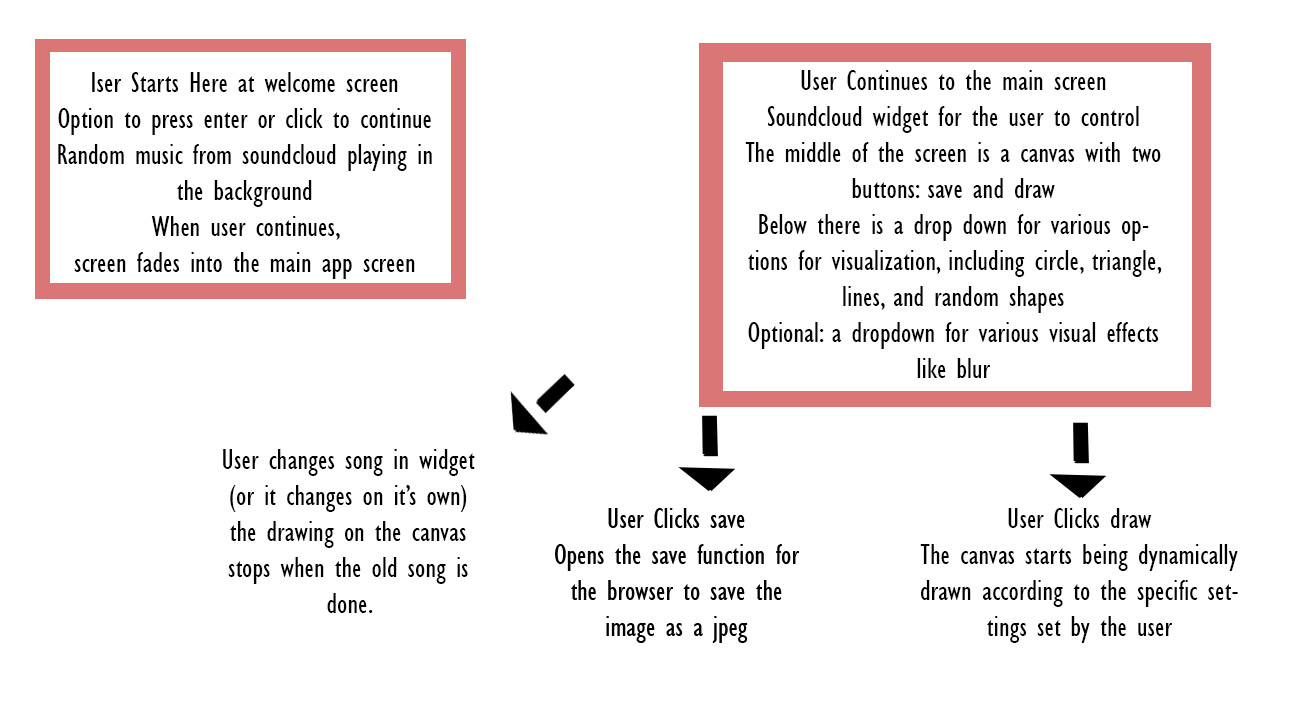 Iser Starts Here at welcome screen
Option to press enter or click to continue
Random music from soundcloud playing in
the background
When user continues,
screen fades into the main app screen
User Continues to the main screen
Soundcloud widget for the user to control
The middle of the screen is a canvas with two
buttons: save and draw
Below there is a drop down for various op-
tions for visualization, including circle, triangle,
lines, and random shapes
Optional: a dropdown for various visual effects
like blur
User changes song in widget
(or it changes on it's own)
the drawing on the canvas
stops when the old song is
done.
User Clicks save
Opens the save function for
the browser to save the
image as a jpeg
User Clicks draw
The canvas starts being dynamically
drawn according to the specific set-
tings set by the user